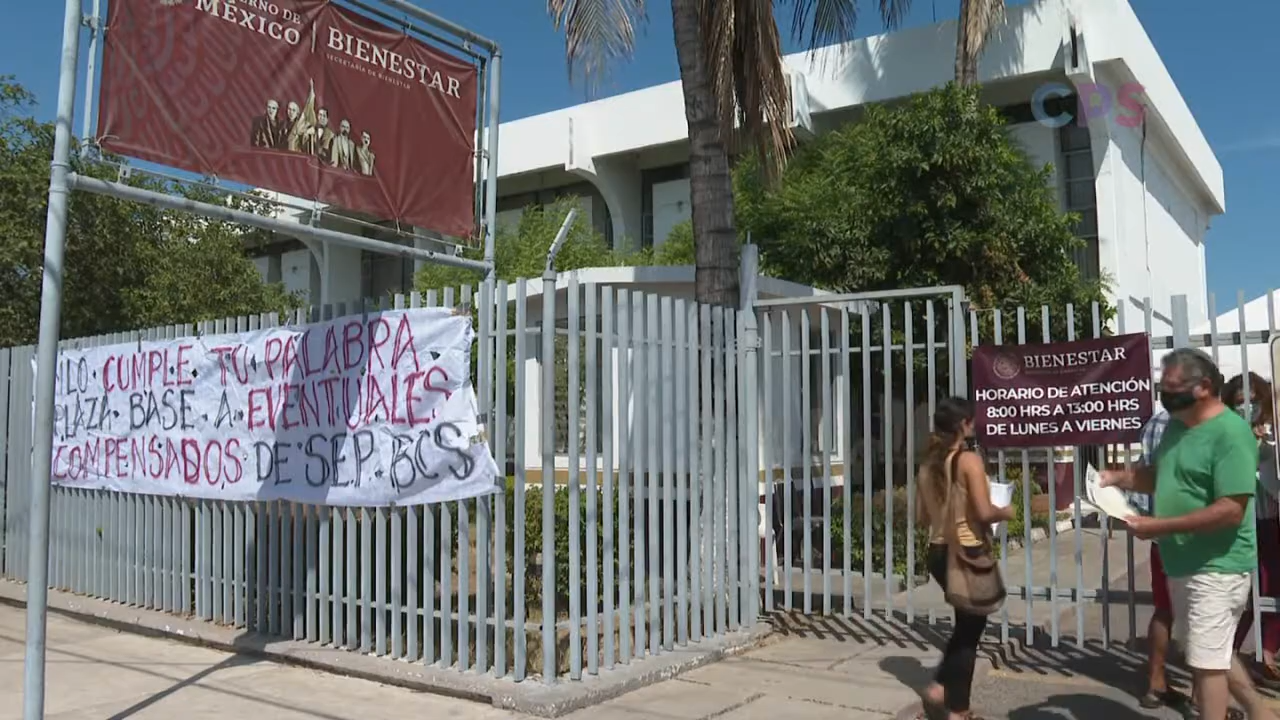 MÉXICO
BIENESTAR
SECRETARÍA DE BIENESTAR
CPS
CUMPLE TU PALABRA
PLAZA BASE A EVENTUALES
COMPENSADOS DE SEP. BCS
BIENESTAR
HORARIO DE ATENCIÓN
8:00 HRS A 13:00 HRS
DE LUNES A VIERNES